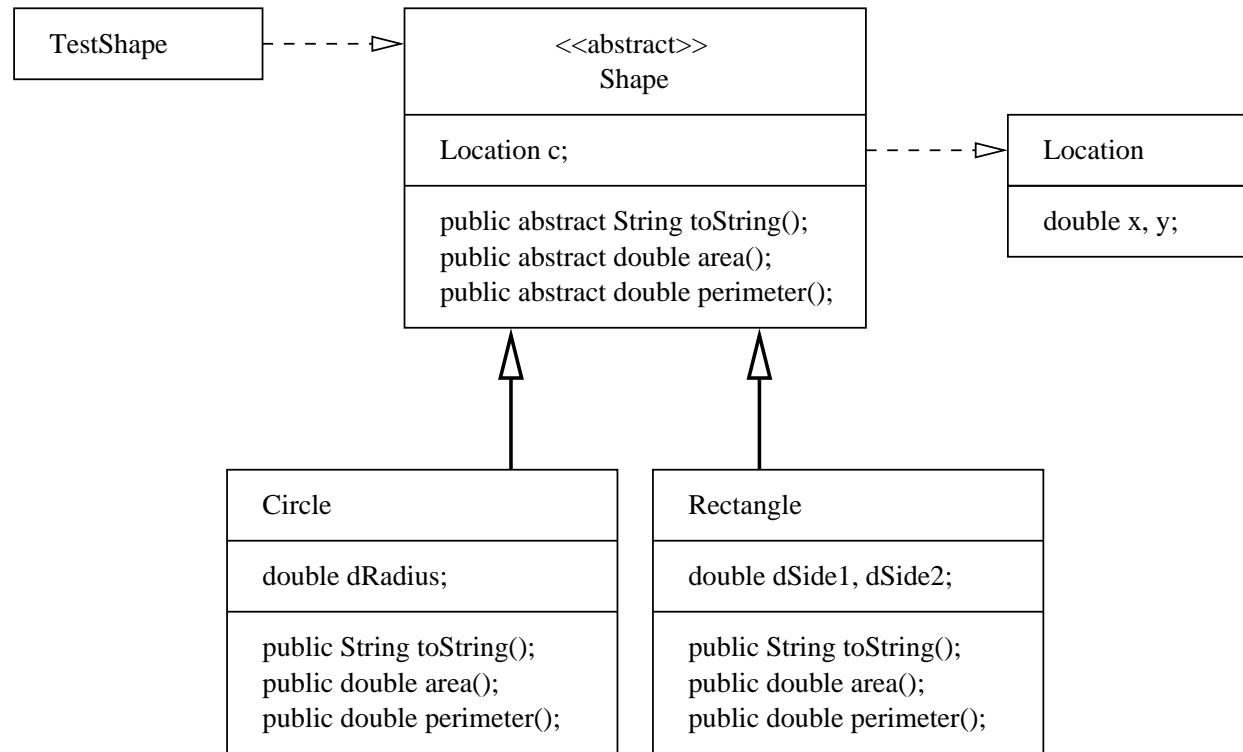 TestShape
<<abstract>>
Shape
Location c;
public abstract String toString();
public abstract double area();
public abstract double perimeter();
Location
double x, y;
Circle
double dRadius;
public String toString();
public double area();
public double perimeter();
Rectangle
double dSide1, dSide2;
public String toString();
public double area();
public double perimeter();